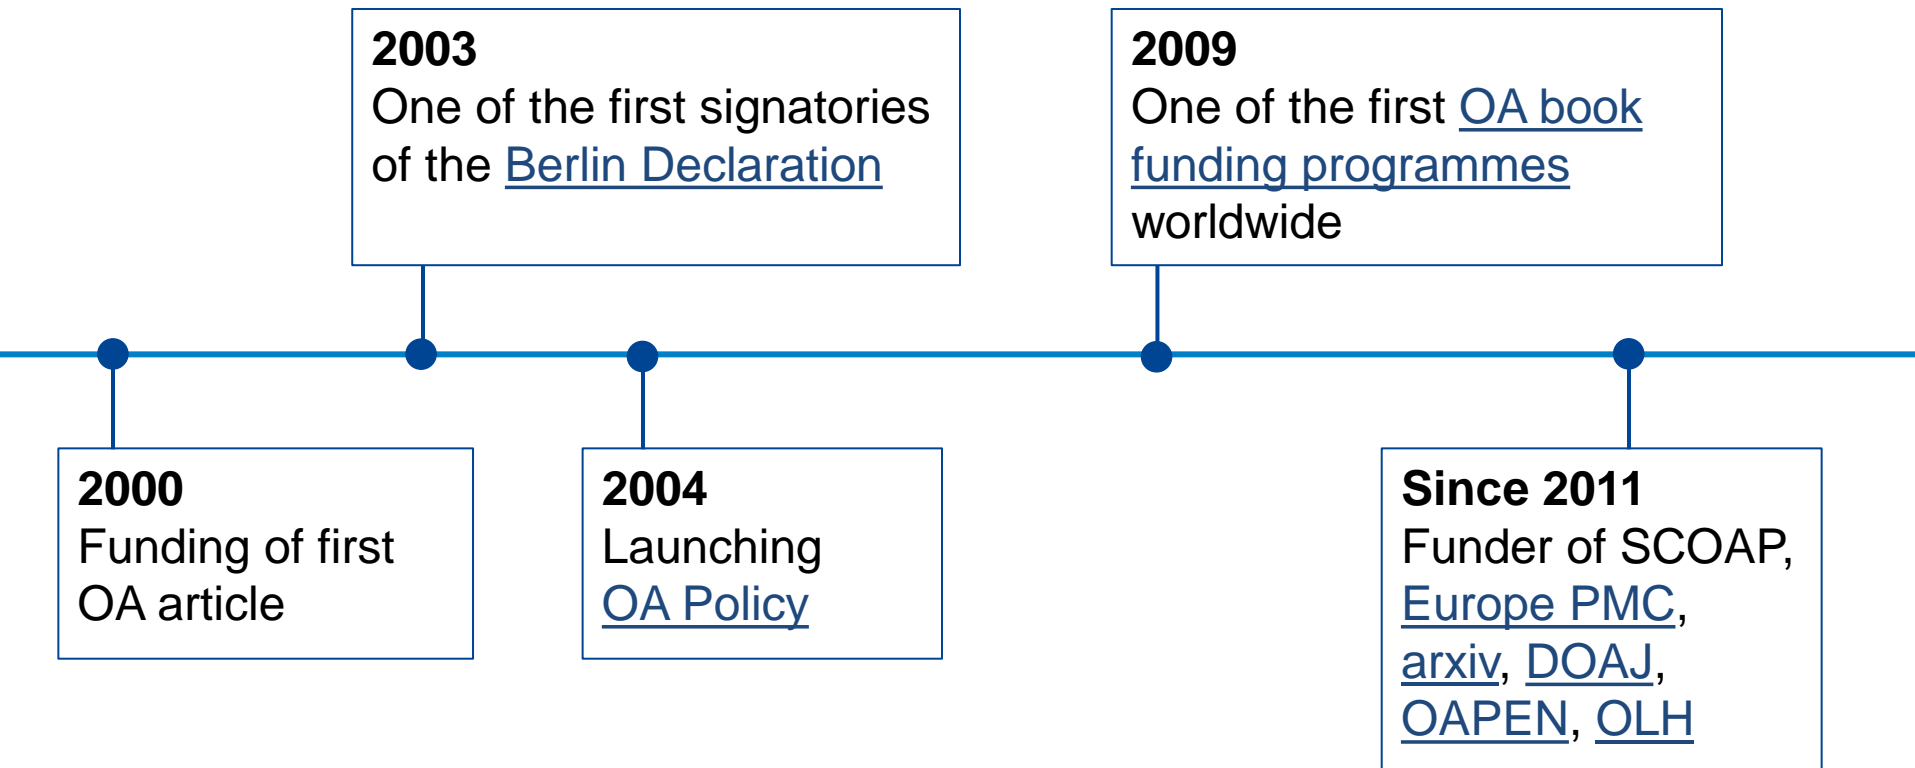 2003
One of the first signatories
of the Berlin Declaration
2009
One of the first OA book
funding programmes
worldwide
2000
Funding of first
OA article
2004
Launching
OA Policy
Since 2011
Funder of SCOAP,
Europe PMC,
arxiv, DOAJ,
OAPEN, OLH